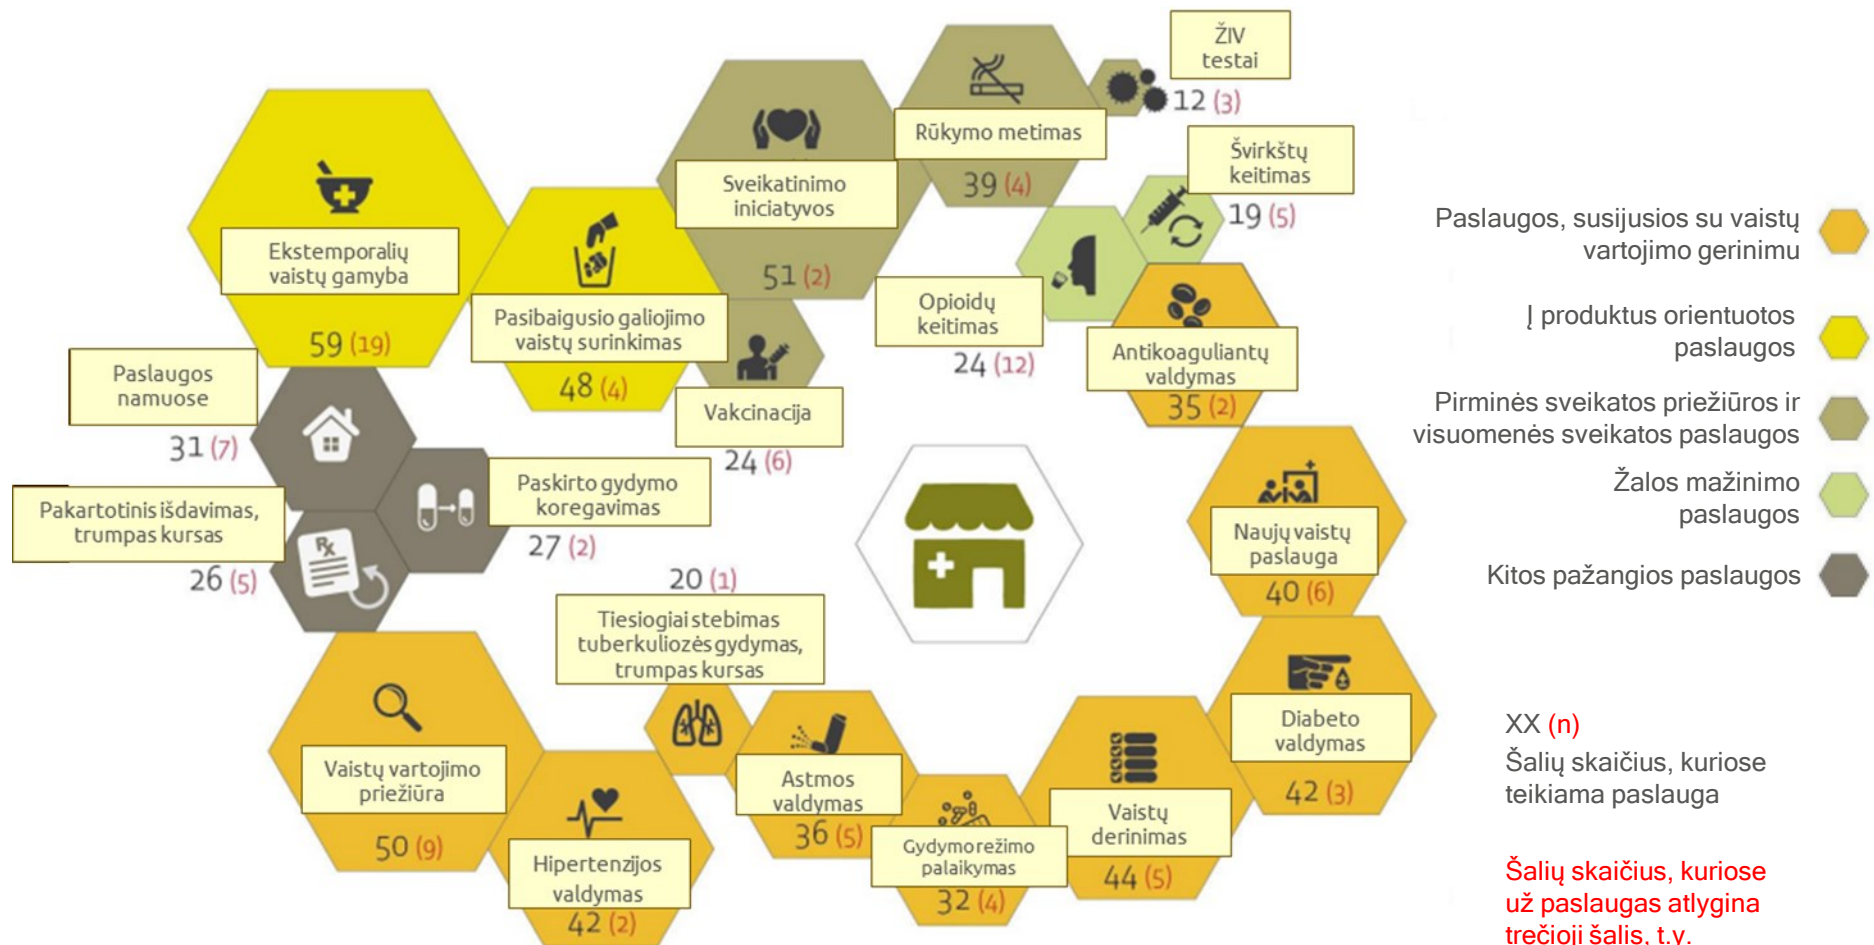 ŽIV
testai
12 (3)
Rūkymo metimas
39 (4)
Švirkštų
keitimas
19 (5)
Sveikatinimo
iniciatyvos
51 (2)
Ekstemporalių
vaistų gamyba
59 (19)
Pasibaigusio galiojimo
vaistų surinkimas
48 (4)
Opioidų
keitimas
24 (12)
Antikoaguliantų
valdymas
35 (2)
Paslaugos
namuose
31 (7)
Vakcinacija
24 (6)
Paskirto gydymo
koregavimas
27 (2)
Pakartotinis išdavimas,
trumpas kursas
26 (5)
Rx
Naujų vaistų
paslauga
40 (6)
20 (1)
Tiesiogiai stebimas
tuberkuliozės gydymas,
trumpas kursas
Vaistų vartojimo
priežiūra
50 (9)
Hipertenzijos
valdymas
42 (2)
Astmos
valdymas
36 (5)
Gydymo režimo
palaikymas
32 (4)
Vaistų
derinimas
44 (5)
Diabeto
valdymas
42 (3)
Paslaugos, susijusios su vaistų
vartojimo gerinimu
Į produktus orientuotos
paslaugos
Pirminės sveikatos priežiūros ir
visuomenės sveikatos paslaugos
Žalos mažinimo
paslaugos
Kitos pažangios paslaugos
XX (n)
Šalių skaičius, kuriose
teikiama paslauga
Šalių skaičius, kuriose
už paslaugas atlygina
trečioji šalis, t.y.